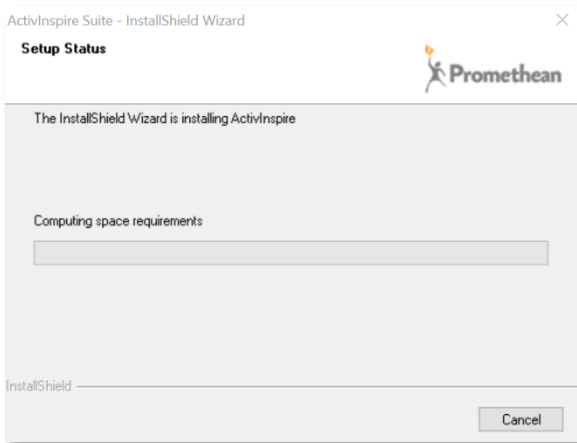 ActivInspire Suite - InstallShield Wizard
Setup Status
Promethean
The InstallShield Wizard is installing ActivInspire
Computing space requirements
InstallShield
Cancel